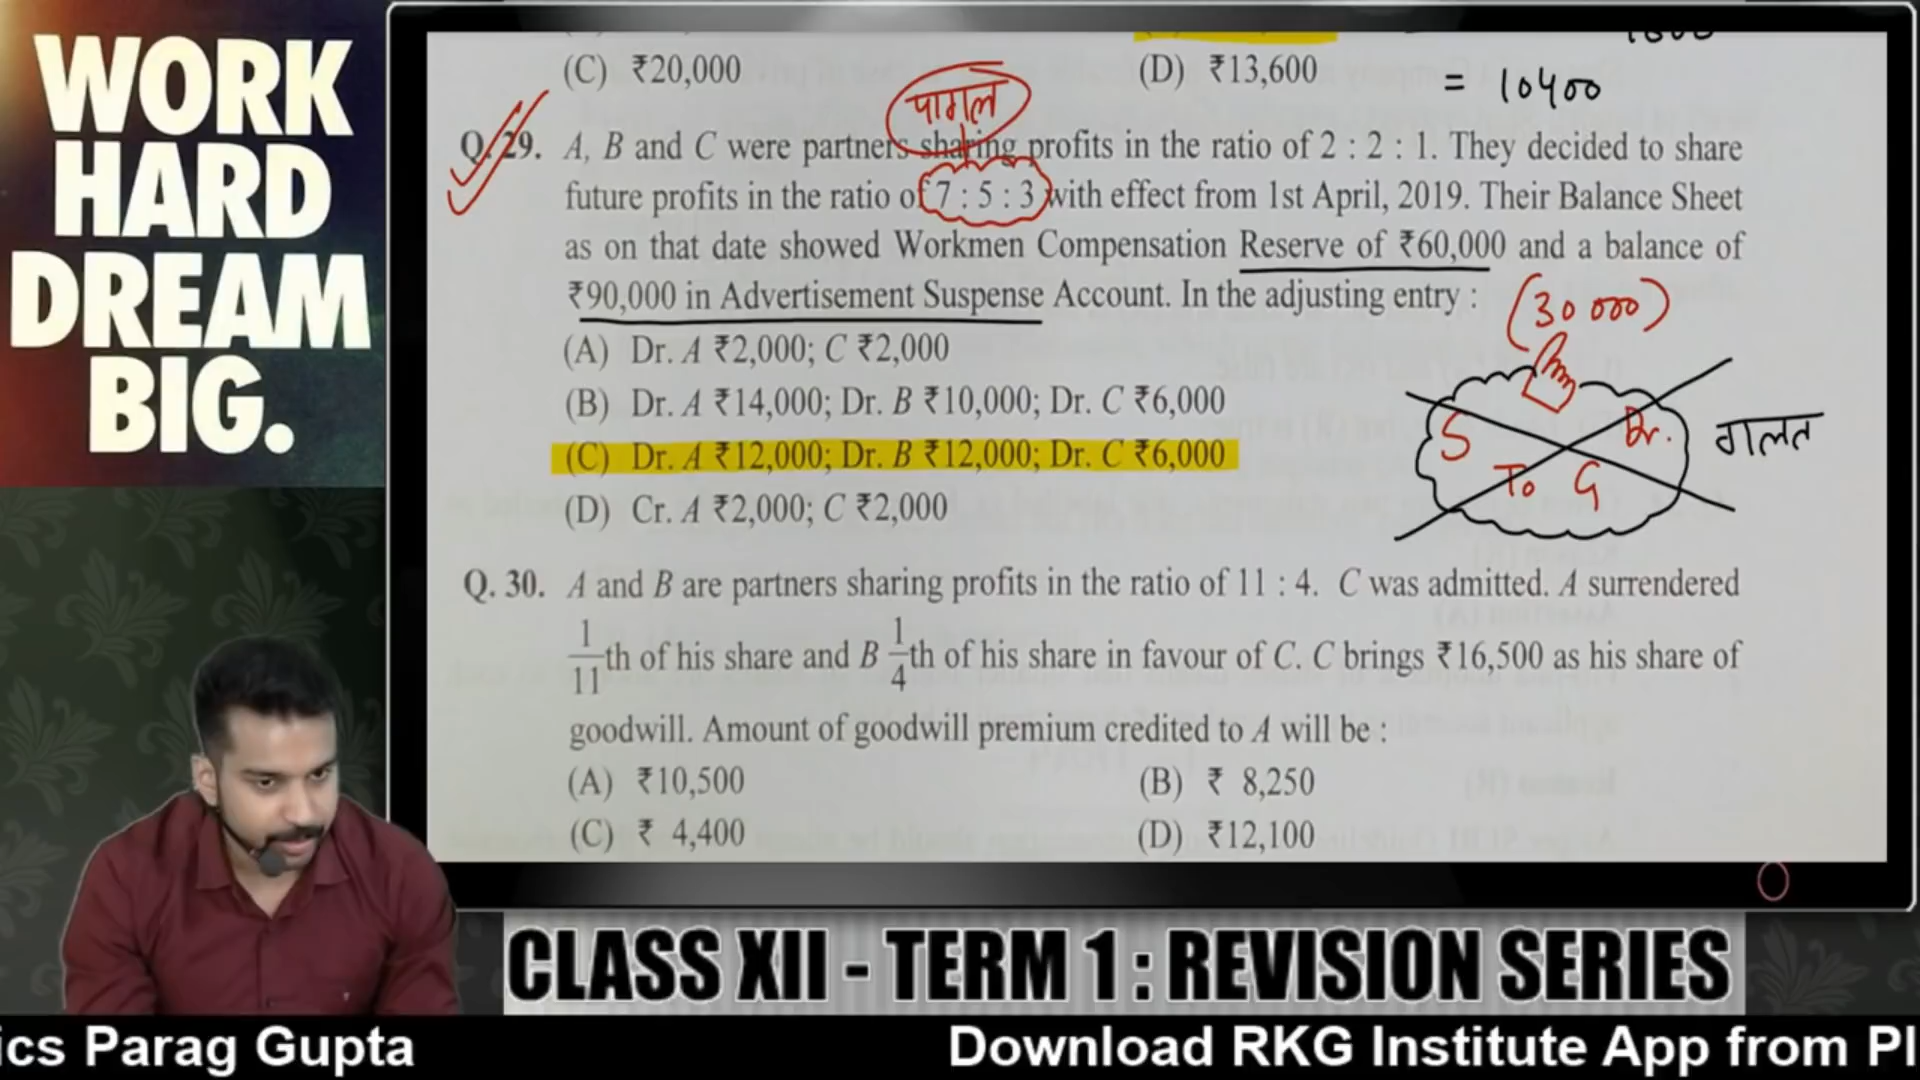 WORK
HARD
DREAM
BIG.
(C) ₹20,000 (D) ₹13,600
= 10400
पागल
Q. 29. A, B and C were partners sharing profits in the ratio of 2 : 2 : 1. They decided to share
future profits in the ratio of 7 : 5 : 3 with effect from 1st April, 2019. Their Balance Sheet
as on that date showed Workmen Compensation Reserve of ₹60,000 and a balance of
₹90,000 in Advertisement Suspense Account. In the adjusting entry :
(30000)
(A) Dr. A ₹2,000; C ₹2,000
(B) Dr. A ₹14,000; Dr. B ₹10,000; Dr. C ₹6,000
(C) Dr. A ₹12,000; Dr. B ₹12,000; Dr. C ₹6,000
(D) Cr. A ₹2,000; C ₹2,000
S Dr.
To G
गलत
Q. 30. A and B are partners sharing profits in the ratio of 11 : 4. C was admitted. A surrendered
1/11th of his share and B 1/4th of his share in favour of C. C brings ₹16,500 as his share of
goodwill. Amount of goodwill premium credited to A will be :
(A) ₹10,500 (B) ₹ 8,250
(C) ₹ 4,400 (D) ₹12,100
CLASS XII - TERM 1 : REVISION SERIES
ics Parag Gupta Download RKG Institute App from Pl